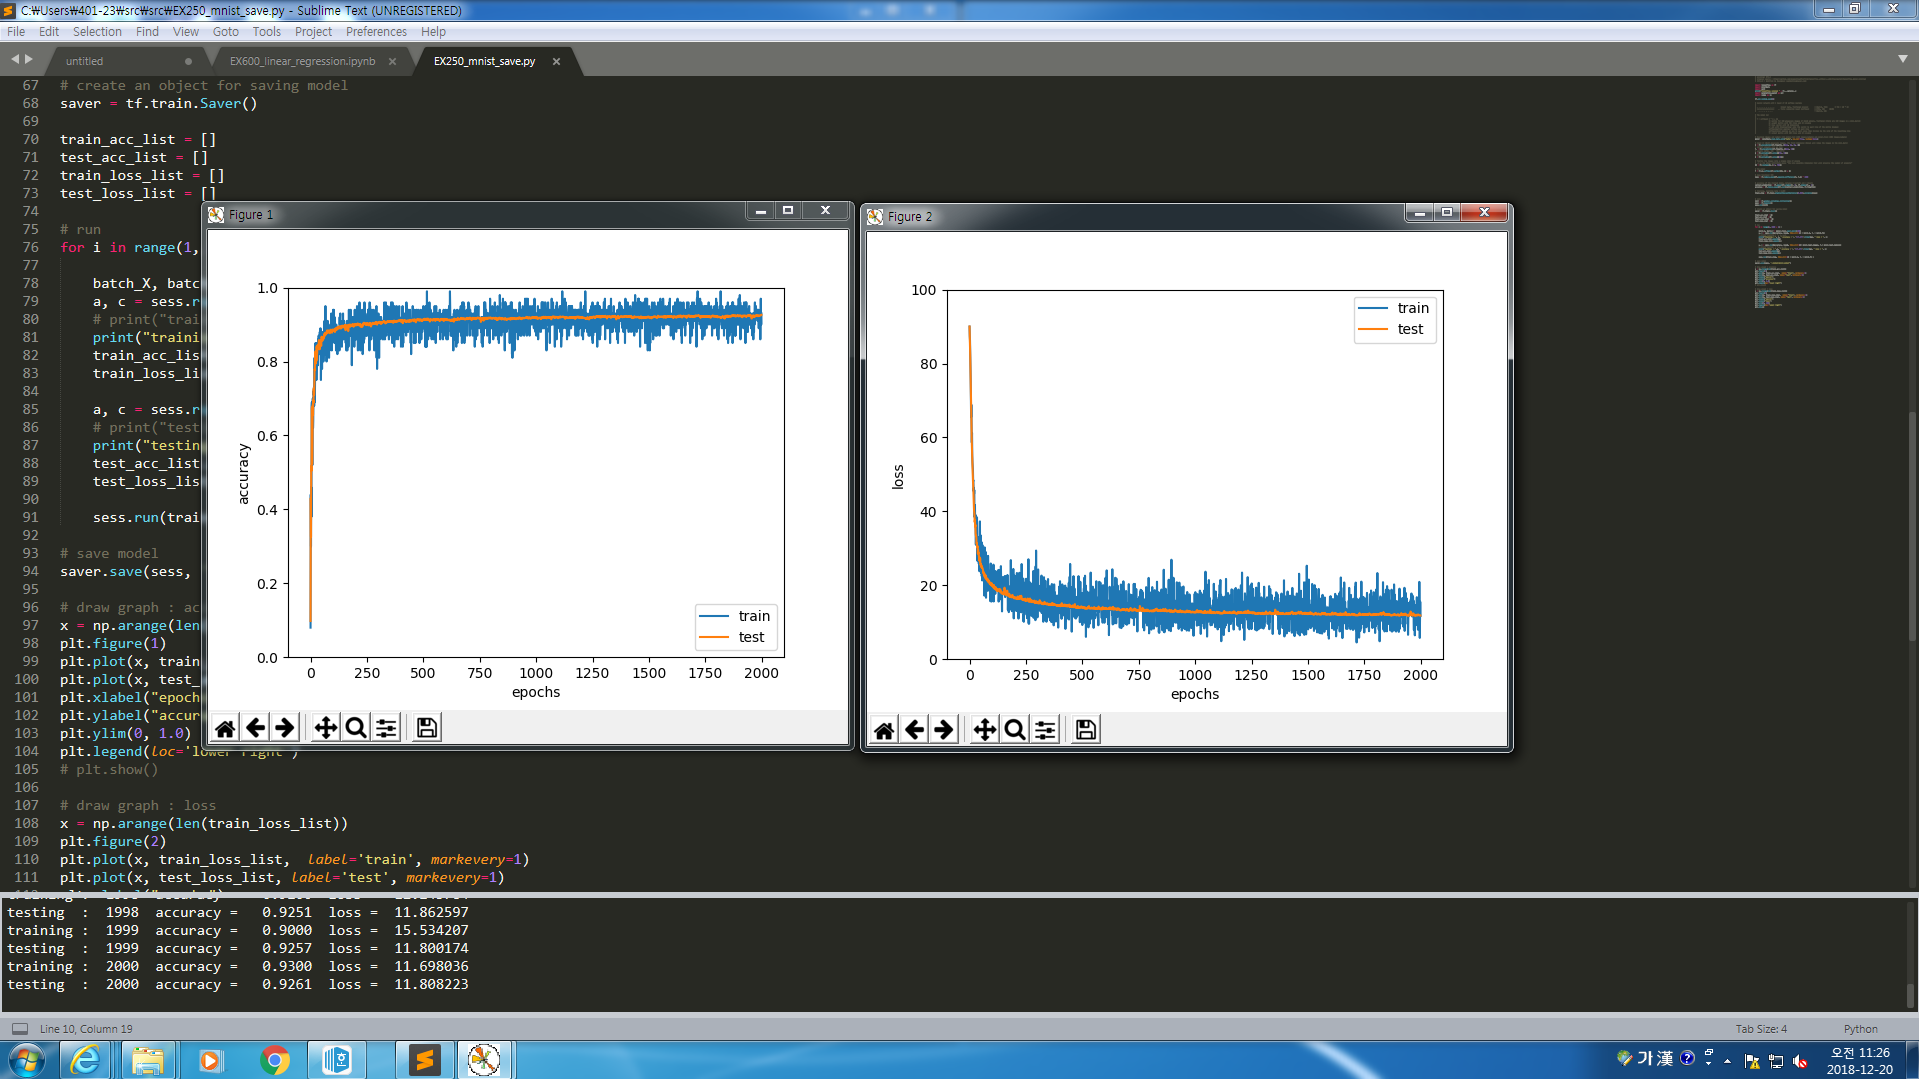 C:₩Users₩401-23₩src₩src₩EX250_mnist_save.py - Sublime Text (UNREGISTERED)
File Edit Selection Find View Goto Tools Project Preferences Help
untitled EX600_linear_regression.ipynb EX250_mnist_save.py
67 # create an object for saving model
68 saver = tf.train.Saver()
69
70 train_acc_list = []
71 test_acc_list = []
72 train_loss_list = []
73 test_loss_list = []
74
75 # run
76 for i in range(1,
77
78 batch_X, batc
79 a, c = sess.r
80 # print("trai
81 print("traini
82 train_acc_lis
83 train_loss_li
84
85 a, c = sess.r
86 # print("test
87 print("testin
88 test_acc_list
89 test_loss_lis
90
91 sess.run(trai
92
93 # save model
94 saver.save(sess,
95
96 # draw graph : ac
97 x = np.arange(len
98 plt.figure(1)
99 plt.plot(x, train
100 plt.plot(x, test_
101 plt.xlabel("epoch
102 plt.ylabel("accur
103 plt.ylim(0, 1.0)
104 plt.legend(loc='lower right')
105 # plt.show()
106
107 # draw graph : loss
108 x = np.arange(len(train_loss_list))
109 plt.figure(2)
110 plt.plot(x, train_loss_list, label='train', markevery=1)
111 plt.plot(x, test_loss_list, label='test', markevery=1)
Figure 1
1.0
0.8
0.6
0.4
0.2
0.0
accuracy
train
test
0 250 500 750 1000 1250 1500 1750 2000
epochs
Figure 2
100
80
60
40
20
0
loss
train
test
0 250 500 750 1000 1250 1500 1750 2000
epochs
testing : 1998 accuracy = 0.9251 loss = 11.862597
training : 1999 accuracy = 0.9000 loss = 15.534207
testing : 1999 accuracy = 0.9257 loss = 11.800174
training : 2000 accuracy = 0.9300 loss = 11.698036
testing : 2000 accuracy = 0.9261 loss = 11.808223
Line 10, Column 19 Tab Size: 4 Python
가 漢 오전 11:26
2018-12-20